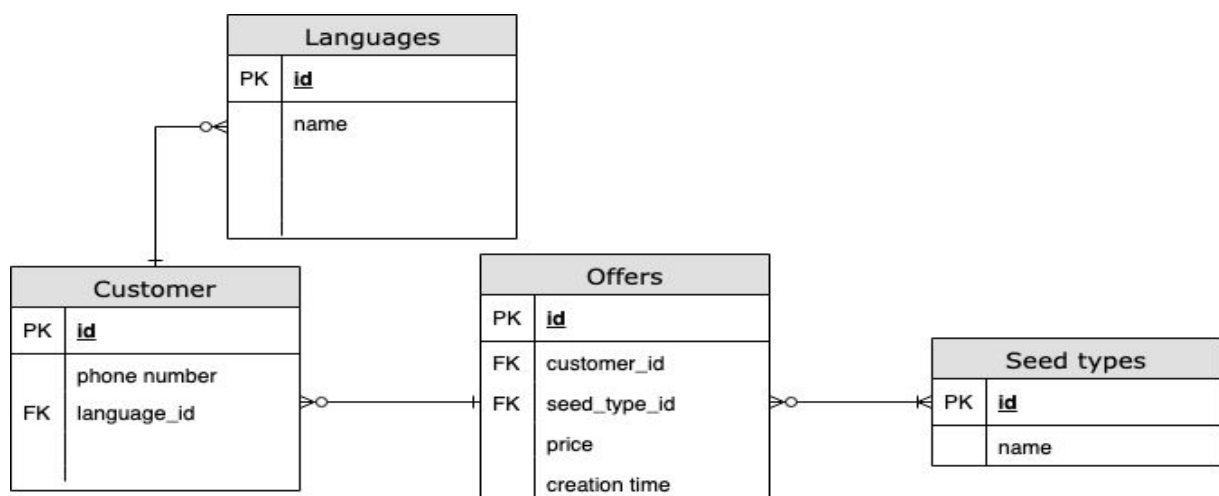 Languages
PK id
name
Customer
PK id
phone number
FK language_id
Offers
PK id
FK customer_id
FK seed_type_id
price
creation time
Seed types
PK id
name